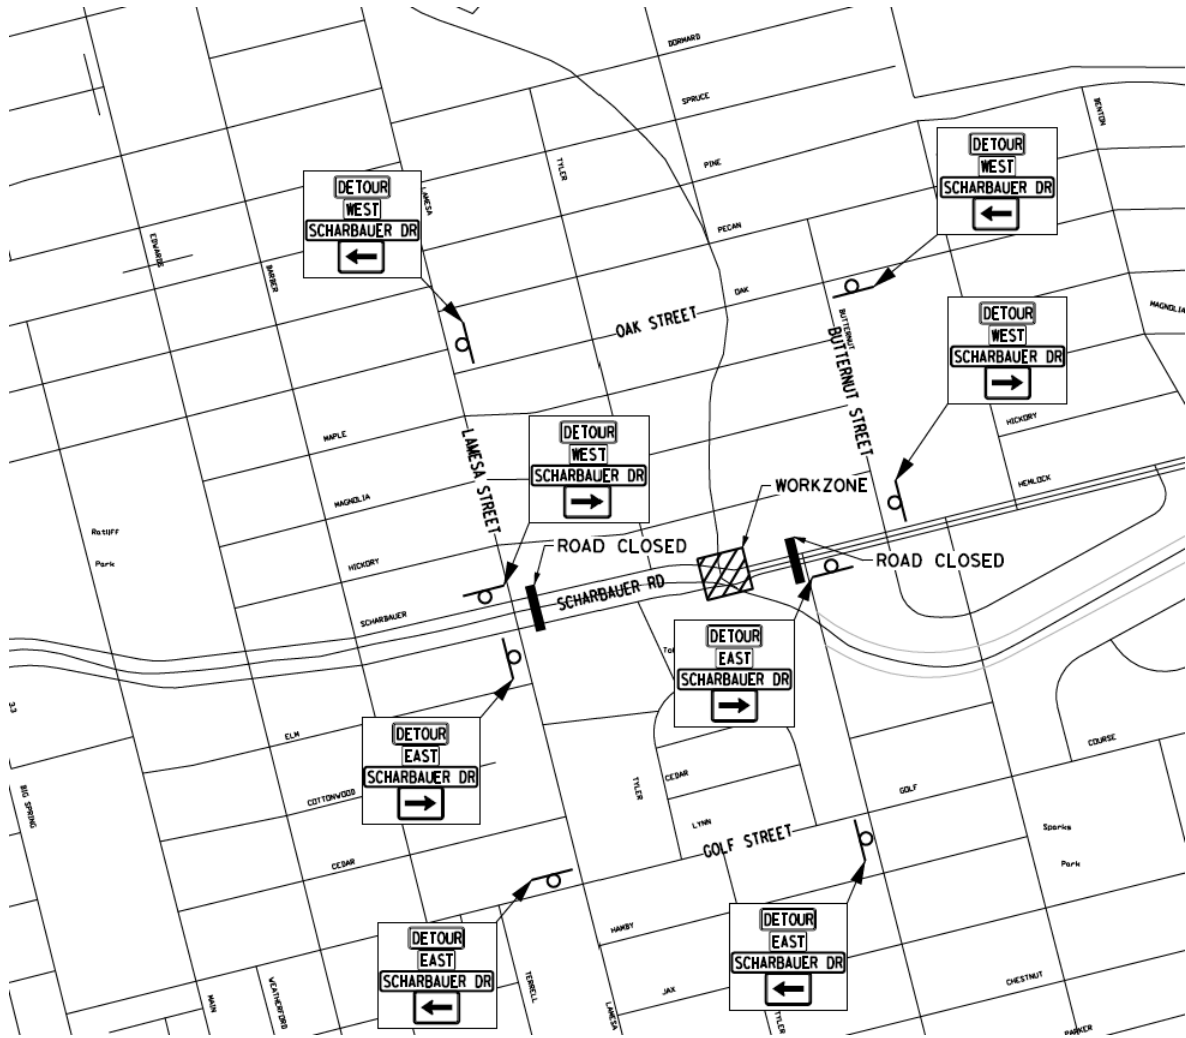 DORMARD
SPRUCE
BENTON
PINE
TYLER
DETOUR
WEST
SCHARBAUER DR
DETOUR
WEST
SCHARBAUER DR
LAMESA
PECAN
EDWARDS
BARBER
OAK
OAK STREET
BUTTERNUT
BUTTERNUT STREET
MAGNOLIA
DETOUR
WEST
SCHARBAUER DR
HICKORY
MAPLE
LAMESA STREET
DETOUR
WEST
SCHARBAUER DR
WORKZONE
HEMLOCK
MAGNOLIA
Ratliff
Park
HICKORY
ROAD CLOSED
ROAD CLOSED
SCHARBAUER RD
SCHARBAUER
DETOUR
EAST
SCHARBAUER DR
33
ELM
DETOUR
EAST
SCHARBAUER DR
COURSE
BIG SPRING
COTTONWOOD
TYLER
CEDAR
GOLF
LYNN
GOLF STREET
Sparks
Park
CEDAR
DETOUR
EAST
SCHARBAUER DR
DETOUR
EAST
SCHARBAUER DR
HAMBY
MAIN
WEATHERFORD
TERRELL
LAMESA
JAX
TYLER
CHESTNUT
PARKER